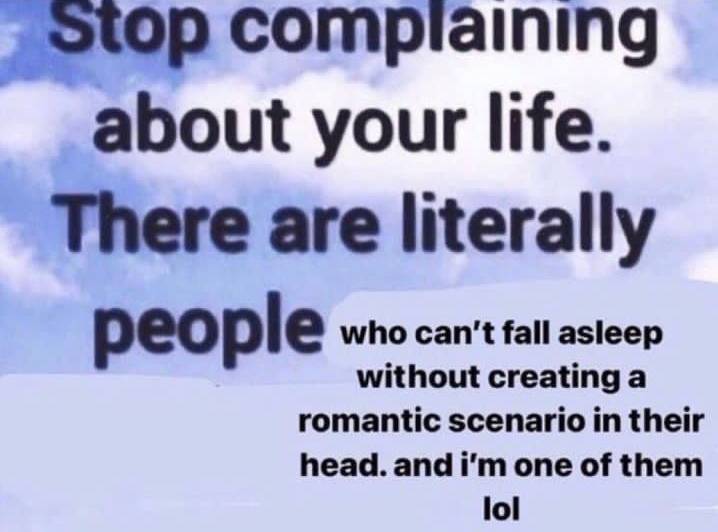 Stop complaining
about your life.
There are literally
people who can't fall asleep
without creating a
romantic scenario in their
head. and i'm one of them
lol